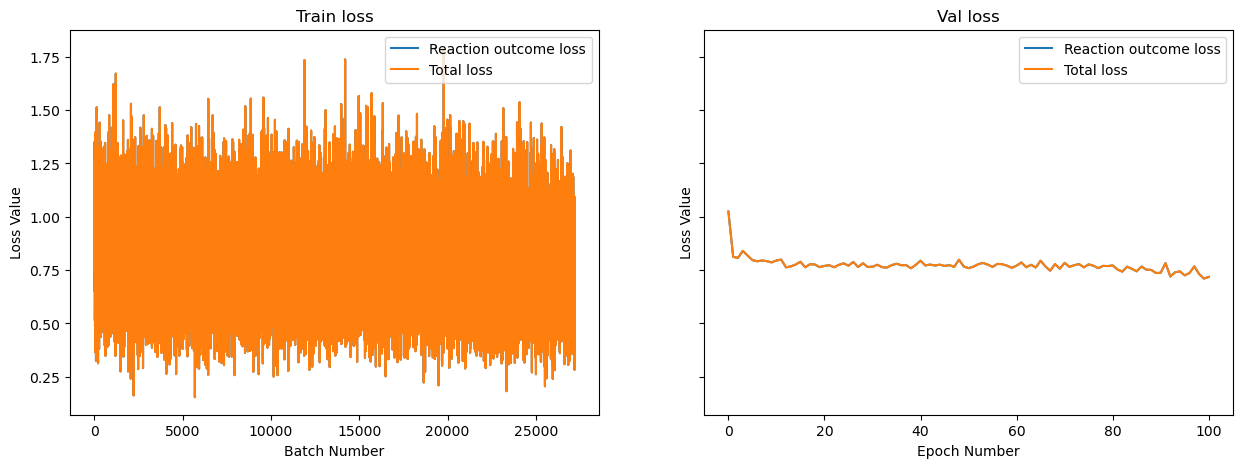 Train loss
Reaction outcome loss
Total loss
Loss Value
1.75
1.50
1.25
1.00
0.75
0.50
0.25
0
5000
10000
15000
20000
25000
Batch Number
Val loss
Reaction outcome loss
Total loss
Loss Value
0
20
40
60
80
100
Epoch Number